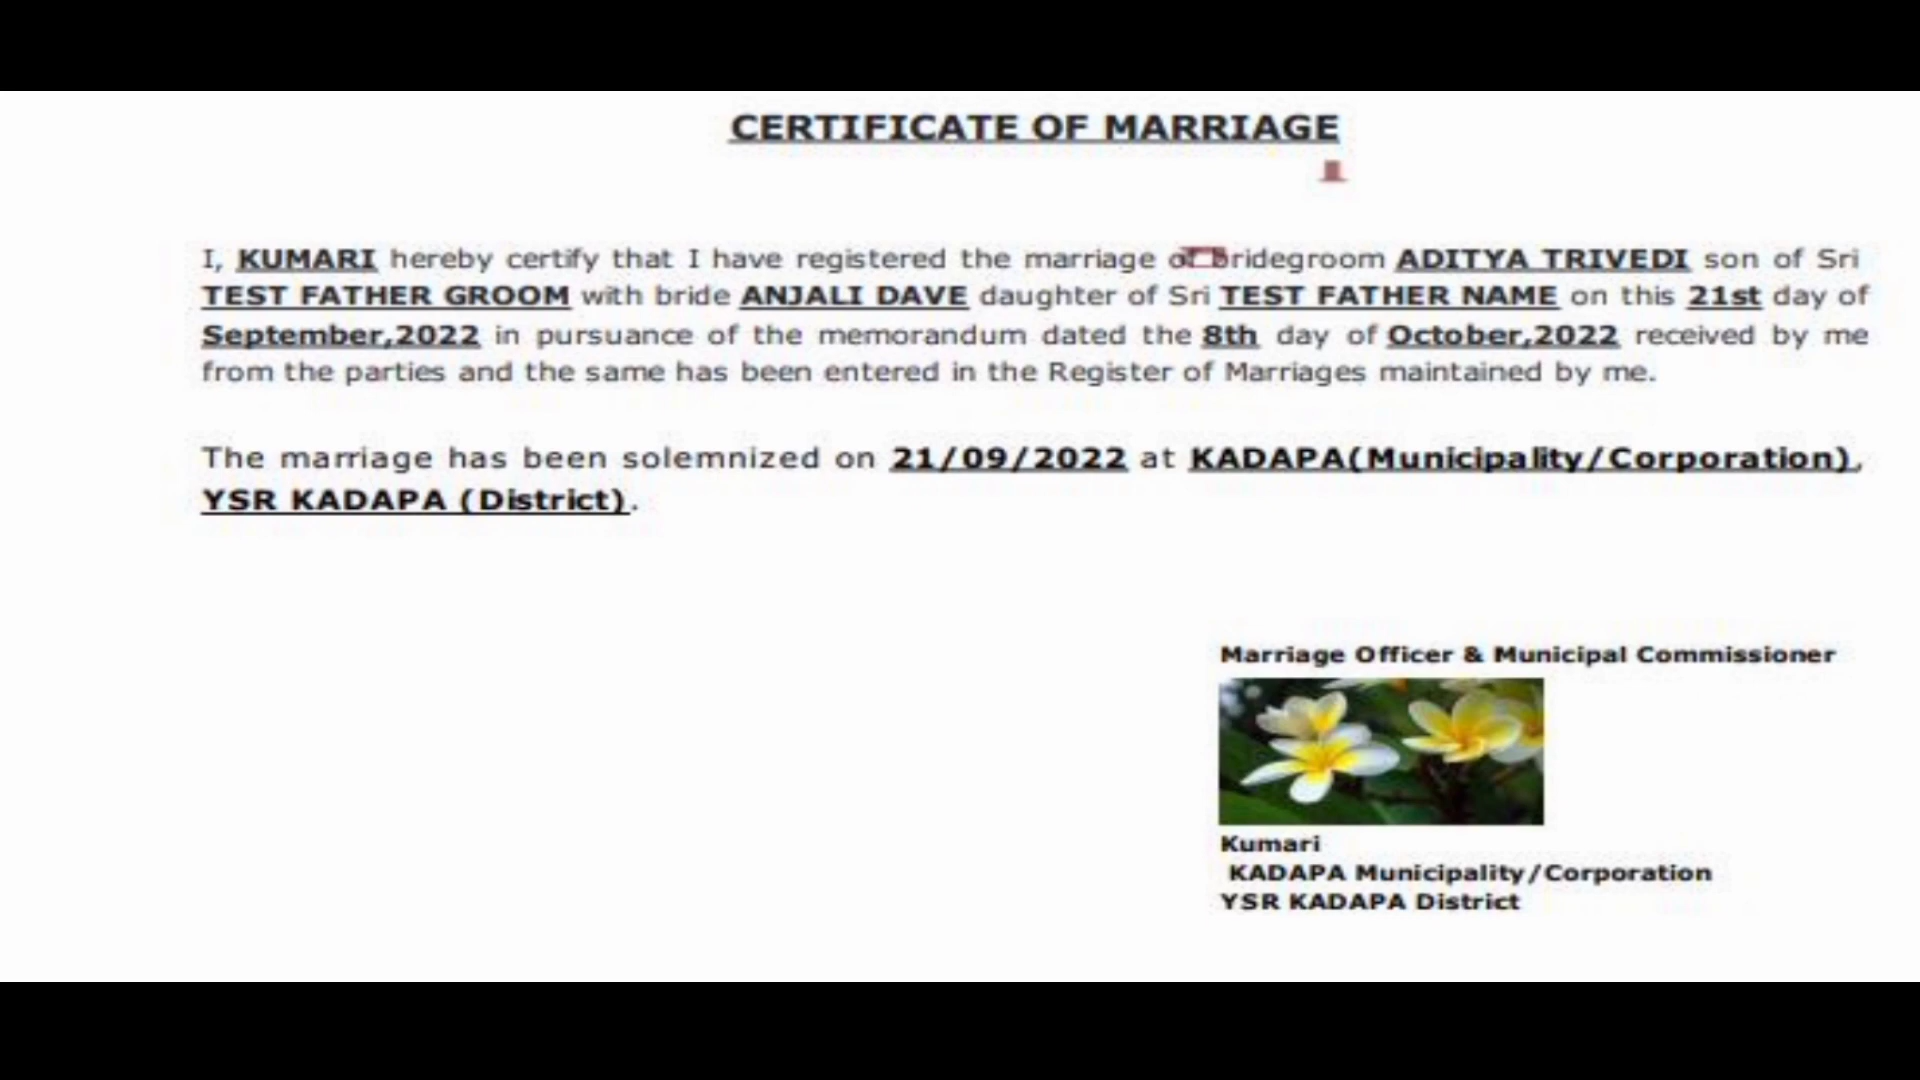 CERTIFICATE OF MARRIAGE
I, KUMARI hereby certify that I have registered the marriage of bridegroom ADITYA TRIVEDI son of Sri
TEST FATHER GROOM with bride ANJALI DAVE daughter of Sri TEST FATHER NAME on this 21st day of
September,2022 in pursuance of the memorandum dated the 8th day of October,2022 received by me
from the parties and the same has been entered in the Register of Marriages maintained by me.
The marriage has been solemnized on 21/09/2022 at KADAPA(Municipality/Corporation),
YSR KADAPA (District).
Marriage Officer & Municipal Commissioner
Kumari
KADAPA Municipality/Corporation
YSR KADAPA District